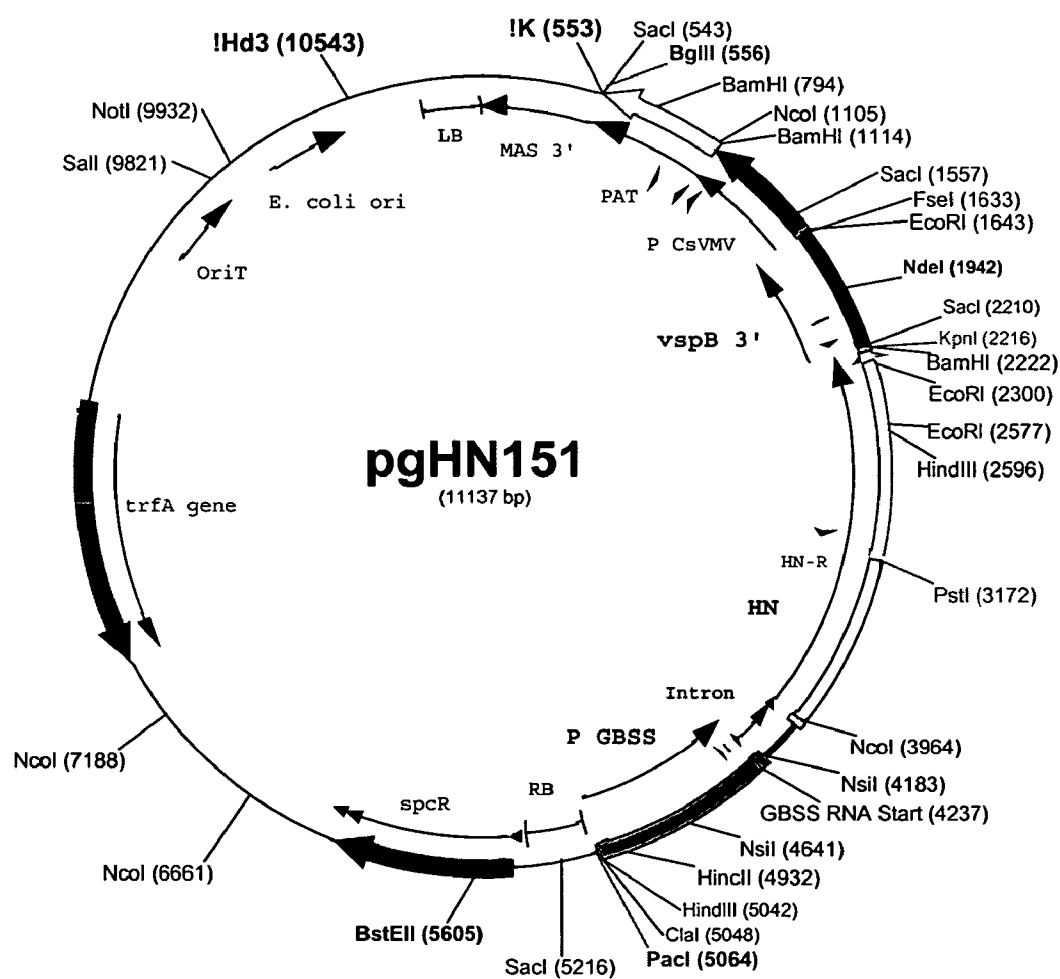 !Hd3 (10543)
!K (553)
SacI (543)
BglII (556)
BamHI (794)
NcoI (1105)
BamHI (1114)
SacI (1557)
FseI (1633)
EcoRI (1643)
NdeI (1942)
SacI (2210)
KpnI (2216)
BamHI (2222)
EcoRI (2300)
EcoRI (2577)
HindIII (2596)
PstI (3172)
NcoI (3964)
NsiI (4183)
GBSS RNA Start (4237)
NsiI (4641)
HincII (4932)
HindIII (5042)
ClaI (5048)
PacI (5064)
SacI (5216)
BstEII (5605)
NcoI (6661)
NcoI (7188)
SalI (9821)
NotI (9932)
LB
MAS 3'
PAT
P CsVMV
vspB 3'
HN-R
HN
Intron
P GBSS
RB
spcR
trfA gene
OriT
E. coli ori
pgHN151
(11137 bp)